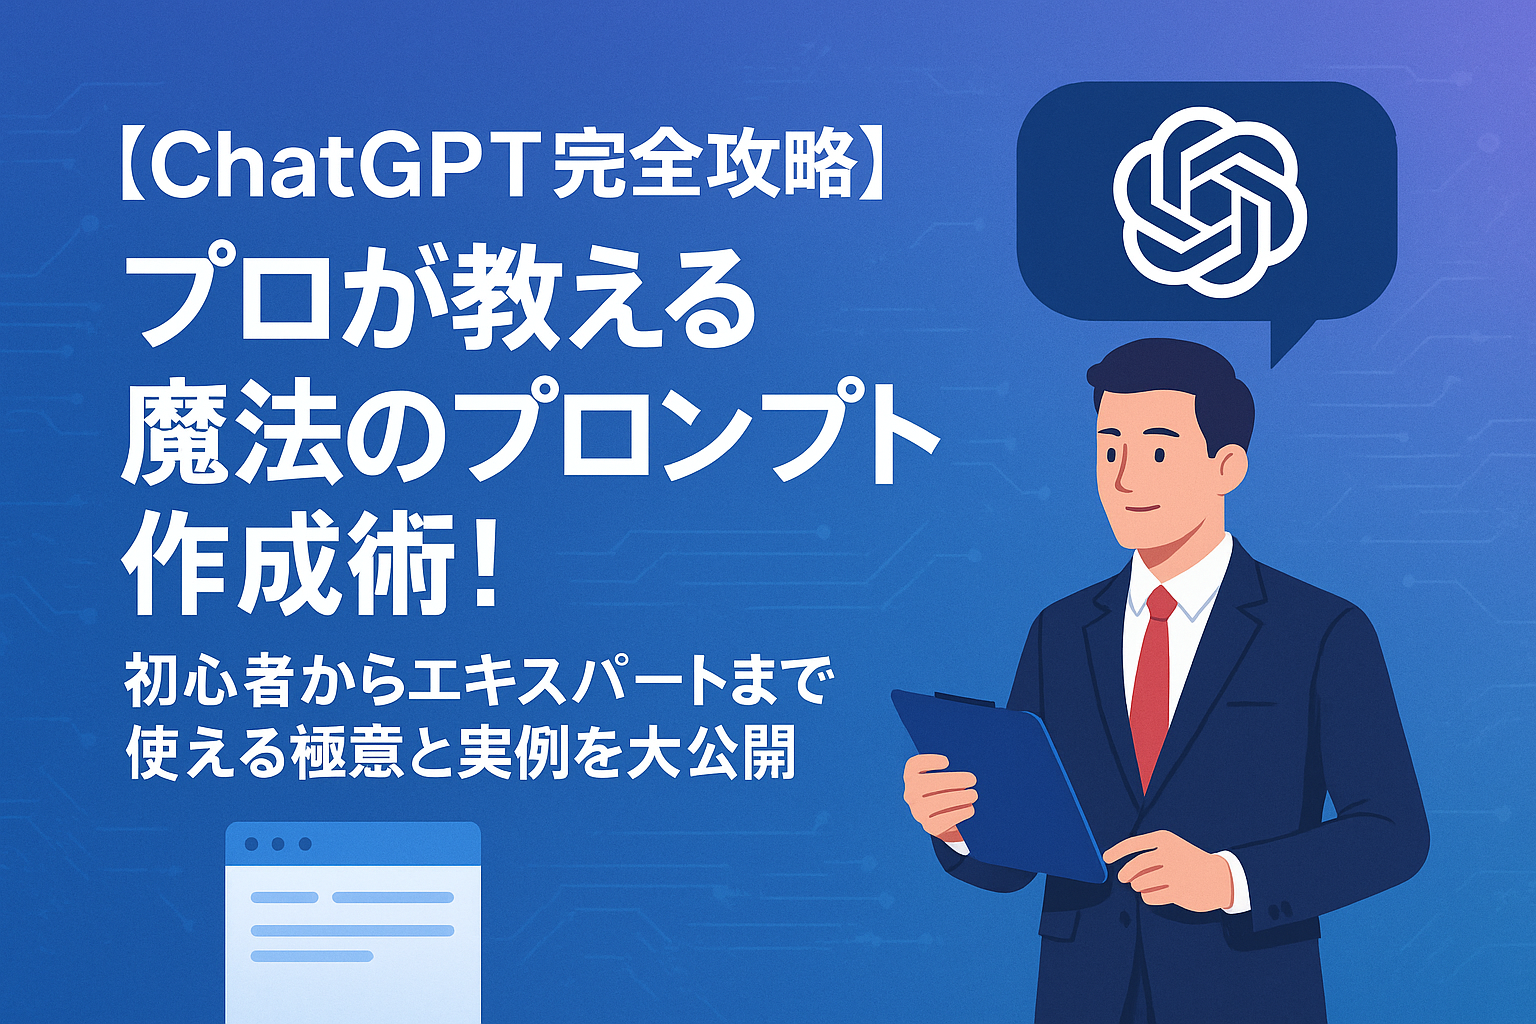 【ChatGPT完全攻略】
プロが教える
魔法のプロンプト
作成術!
初心者からエキスパートまで
使える極意と実例を大公開